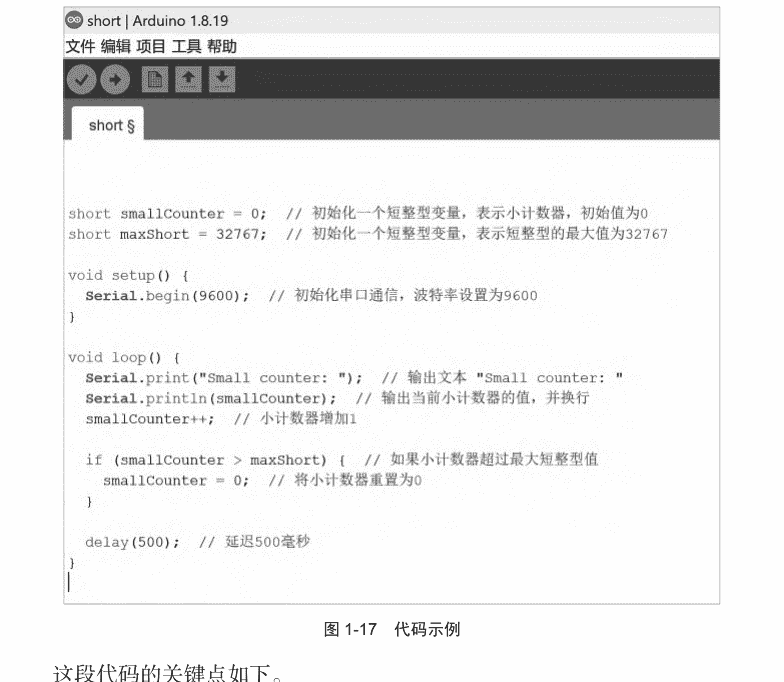 short | Arduino 1.8.19
文件 编辑 项目 工具 帮助
short §
short smallCounter = 0;  // 初始化一个短整型变量，表示小计数器，初始值为0
short maxShort = 32767;  // 初始化一个短整型变量，表示短整型的最大值为32767
void setup() {
  Serial.begin(9600);  // 初始化串口通信，波特率设置为9600
}
void loop() {
  Serial.print("Small counter: ");  // 输出文本 "Small counter: "
  Serial.println(smallCounter);  // 输出当前小计数器的值，并换行
  smallCounter++;  // 小计数器增加1
  if (smallCounter > maxShort) {  // 如果小计数器超过最大短整型值
    smallCounter = 0;  // 将小计数器重置为0
  }
  delay(500);  // 延迟500毫秒
}
图 1-17 代码示例
这段代码的关键点如下。